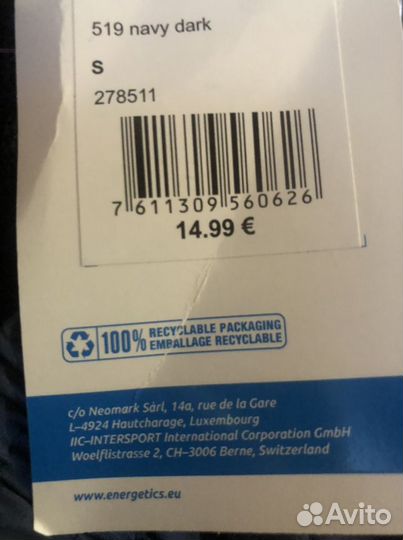 519 navy dark
S
278511
7 611309 560626
14.99 €
100% RECYCLABLE PACKAGING
EMBALLAGE RECYCLABLE
c/o Neomark Sàrl, 14a, rue de la Gare
L–4924 Hautcharage, Luxembourg
IIC–INTERSPORT International Corporation GmbH
Woelflistrasse 2, CH–3006 Berne, Switzerland
www.energetics.eu
Avito